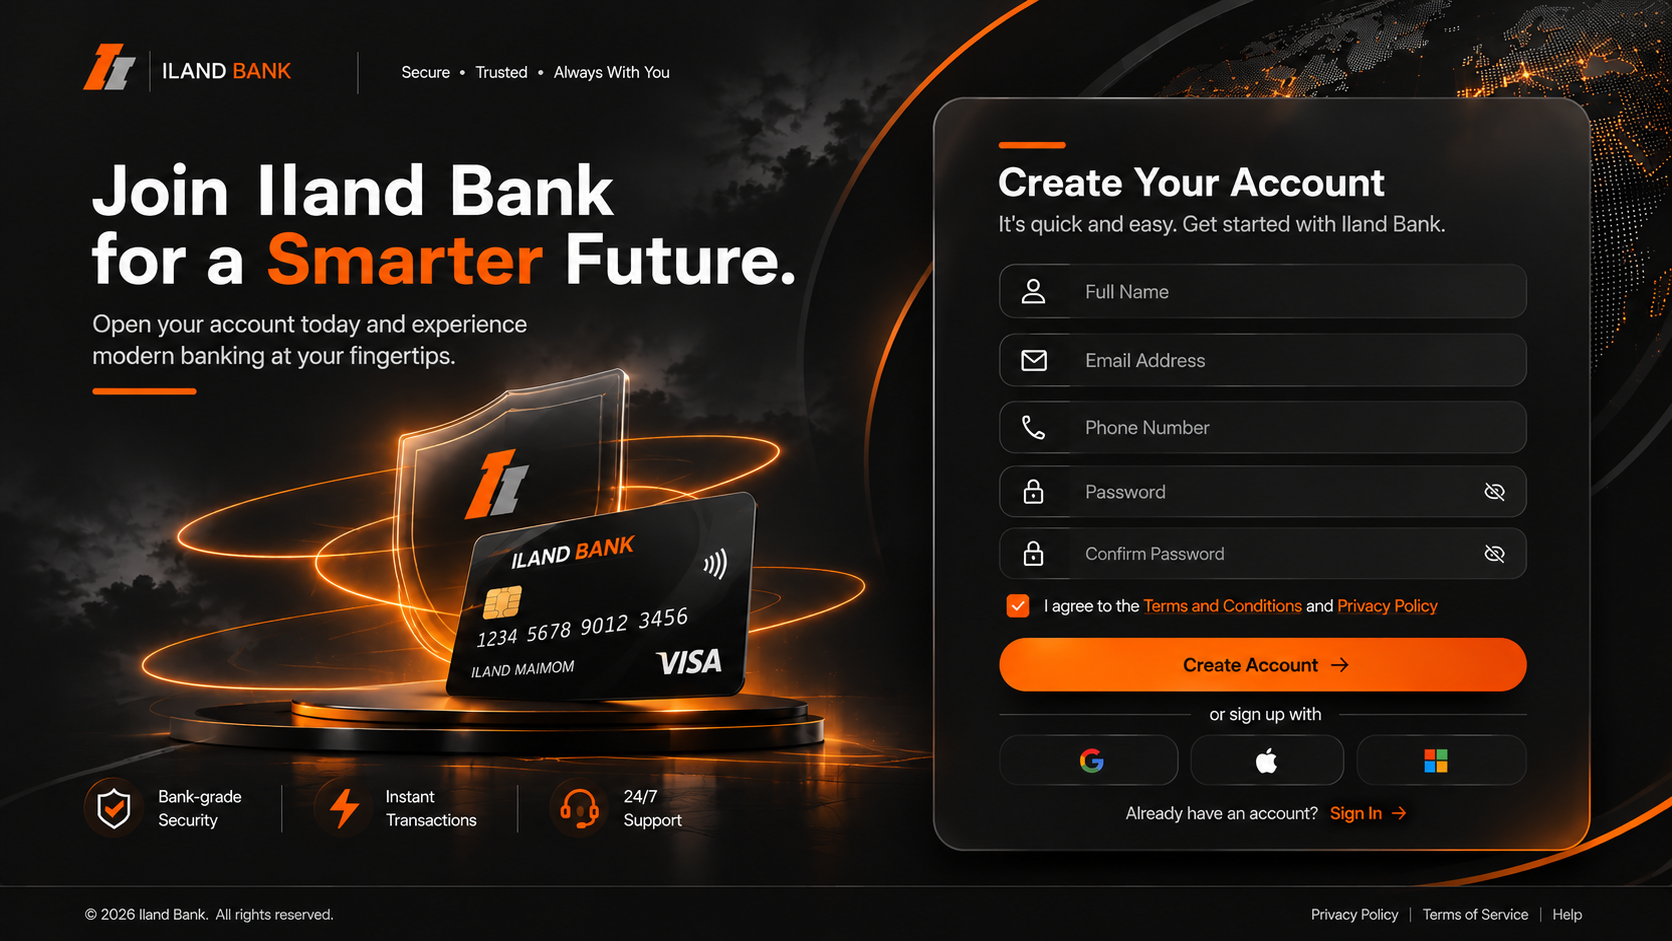 ILAND BANK
Secure • Trusted • Always With You
Join Iland Bank
for a Smarter Future.
Open your account today and experience
modern banking at your fingertips.
ILAND BANK
1234 5678 9012 3456
ILAND MAIMOM
VISA
Bank-grade
Security
Instant
Transactions
24/7
Support
Create Your Account
It's quick and easy. Get started with Iland Bank.
Full Name
Email Address
Phone Number
Password
Confirm Password
I agree to the Terms and Conditions and Privacy Policy
Create Account →
or sign up with
Already have an account? Sign In →
© 2026 Iland Bank. All rights reserved.
Privacy Policy | Terms of Service | Help